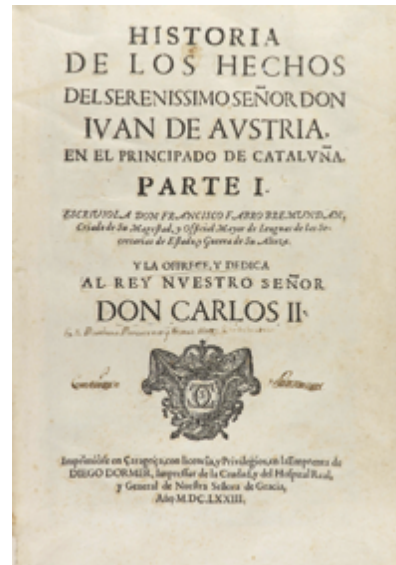 HISTORIA
DE LOS HECHOS
DEL SERENISSIMO SEÑOR DON
IVAN DE AVSTRIA,
EN EL PRINCIPADO DE CATALVÑA.
PARTE I.
ESCRIVIOLA DON FRANCISCO FABRO BREMUNDAN,
Criado de Su Magestad, y Official Mayor de Lenguas de las Se-
cretarias de Estado, y Guerra de Su Alteza.
Y LA OFRECE, Y DEDICA
AL REY NVESTRO SEÑOR
DON CARLOS II.
Imprimióse en Çaragoça, con licencia, y Privilegio, en la Imprenta de
DIEGO DORMER, Impressor de la Ciudad, y del Hospital Real,
y General de Nuestra Señora de Gracia,
Año M.DC.LXXIII.